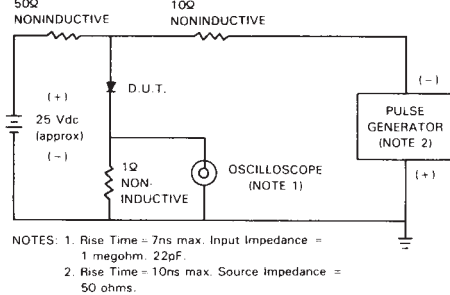 50Ω
NONINDUCTIVE
10Ω
NONINDUCTIVE
(+)
25 Vdc
(approx)
(−)
D.U.T.
1Ω
NON-
INDUCTIVE
OSCILLOSCOPE
(NOTE 1)
(−)
PULSE
GENERATOR
(NOTE 2)
(+)
NOTES: 1. Rise Time = 7ns max. Input Impedance =
1 megohm. 22pF.
2. Rise Time = 10ns max. Source Impedance =
50 ohms.